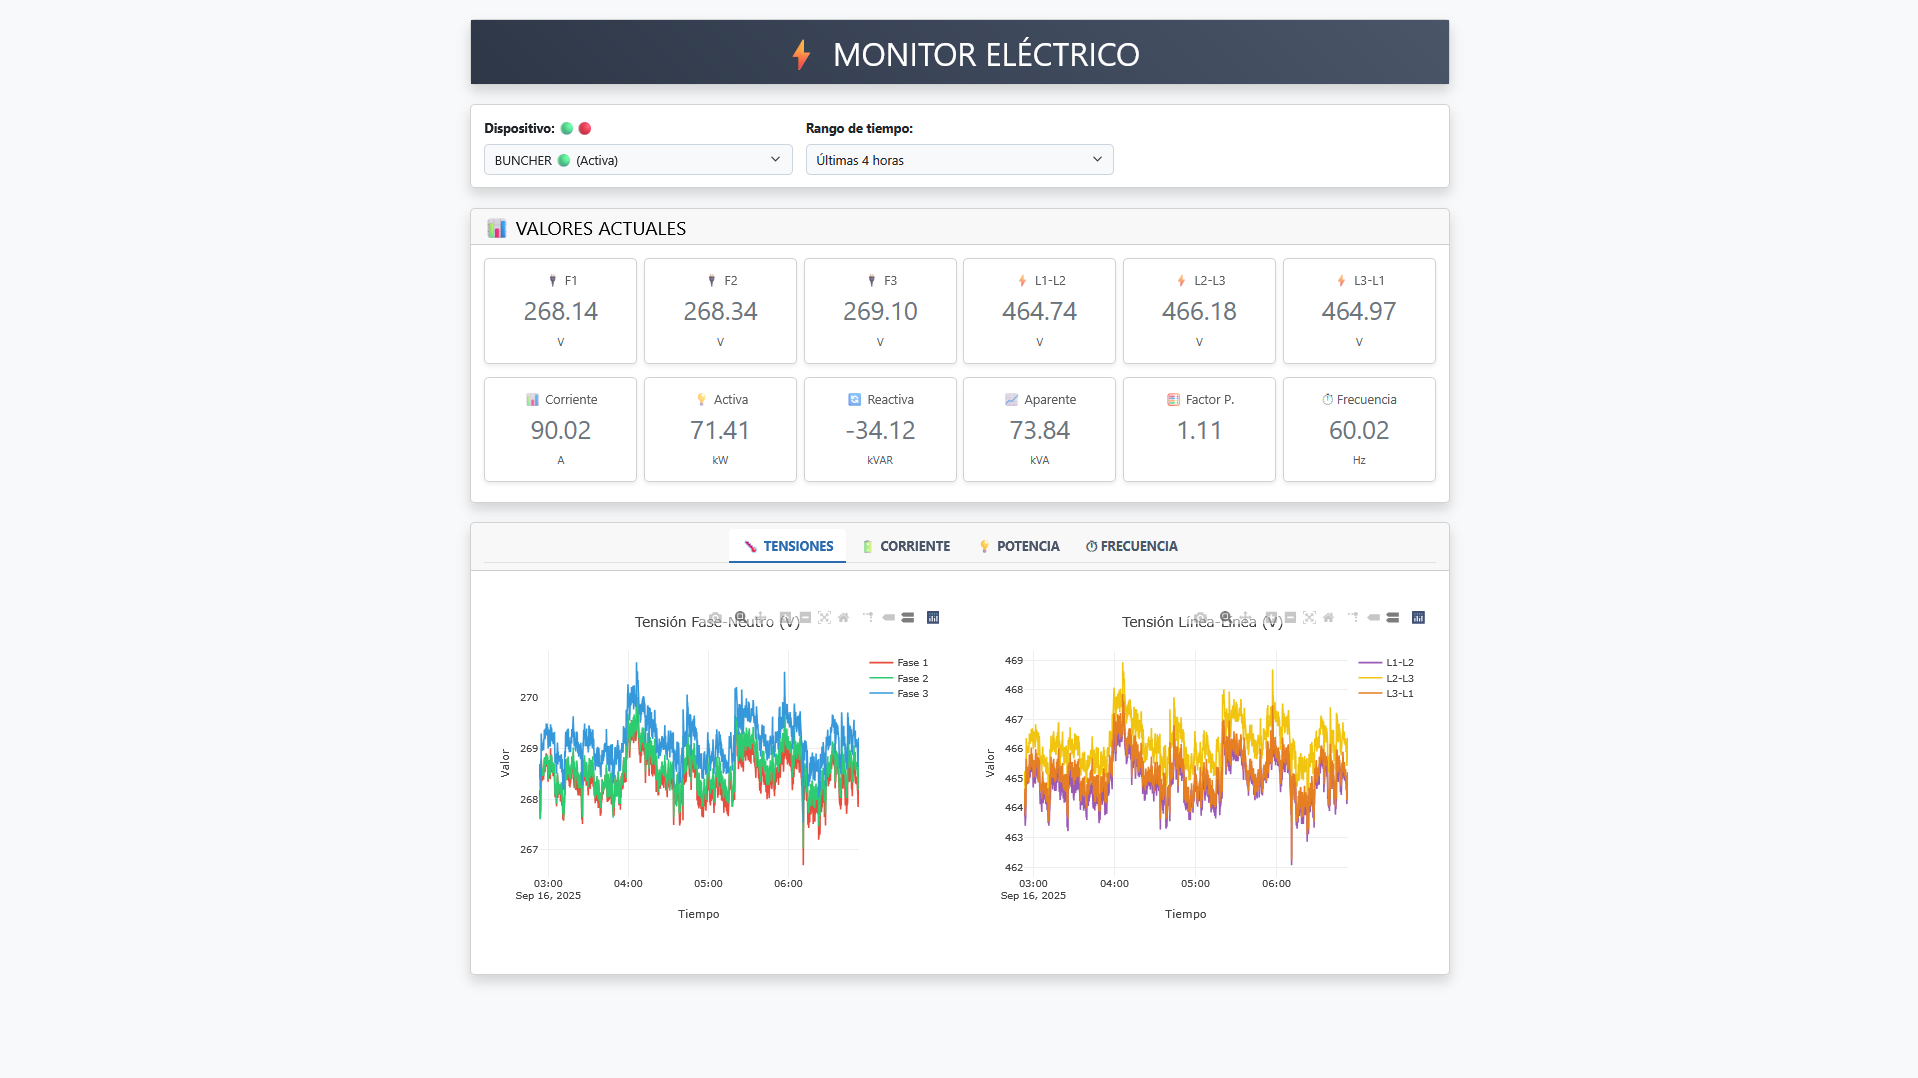 MONITOR ELÉCTRICO
Dispositivo:
Rango de tiempo:
BUNCHER (Activa)
Últimas 4 horas
VALORES ACTUALES
F1
268.14
V
F2
268.34
V
F3
269.10
V
L1-L2
464.74
V
L2-L3
466.18
V
L3-L1
464.97
V
Corriente
90.02
A
Activa
71.41
kW
Reactiva
-34.12
kVAR
Aparente
73.84
kVA
Factor P.
1.11
Frecuencia
60.02
Hz
TENSIONES
CORRIENTE
POTENCIA
FRECUENCIA
Tensión Fase-Neutro (V)
Fase 1
Fase 2
Fase 3
Valor
270
269
268
267
03:00
04:00
05:00
06:00
Sep 16, 2025
Tiempo
Tensión Línea-Línea (V)
L1-L2
L2-L3
L3-L1
Valor
469
468
467
466
465
464
463
462
03:00
04:00
05:00
06:00
Sep 16, 2025
Tiempo